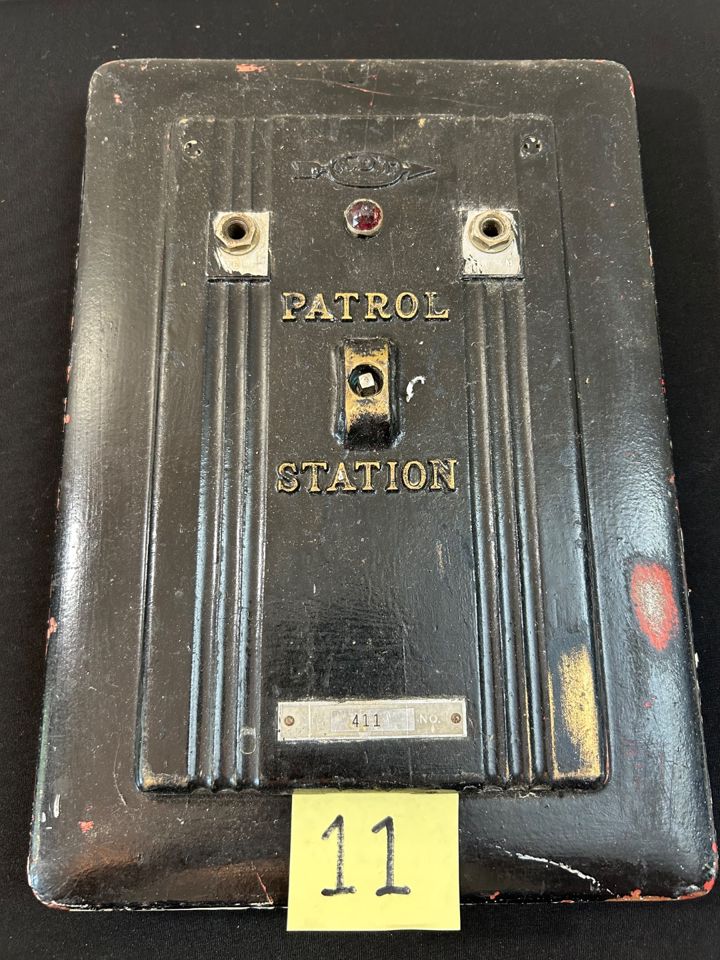 PATROL
STATION
411 NO.
11